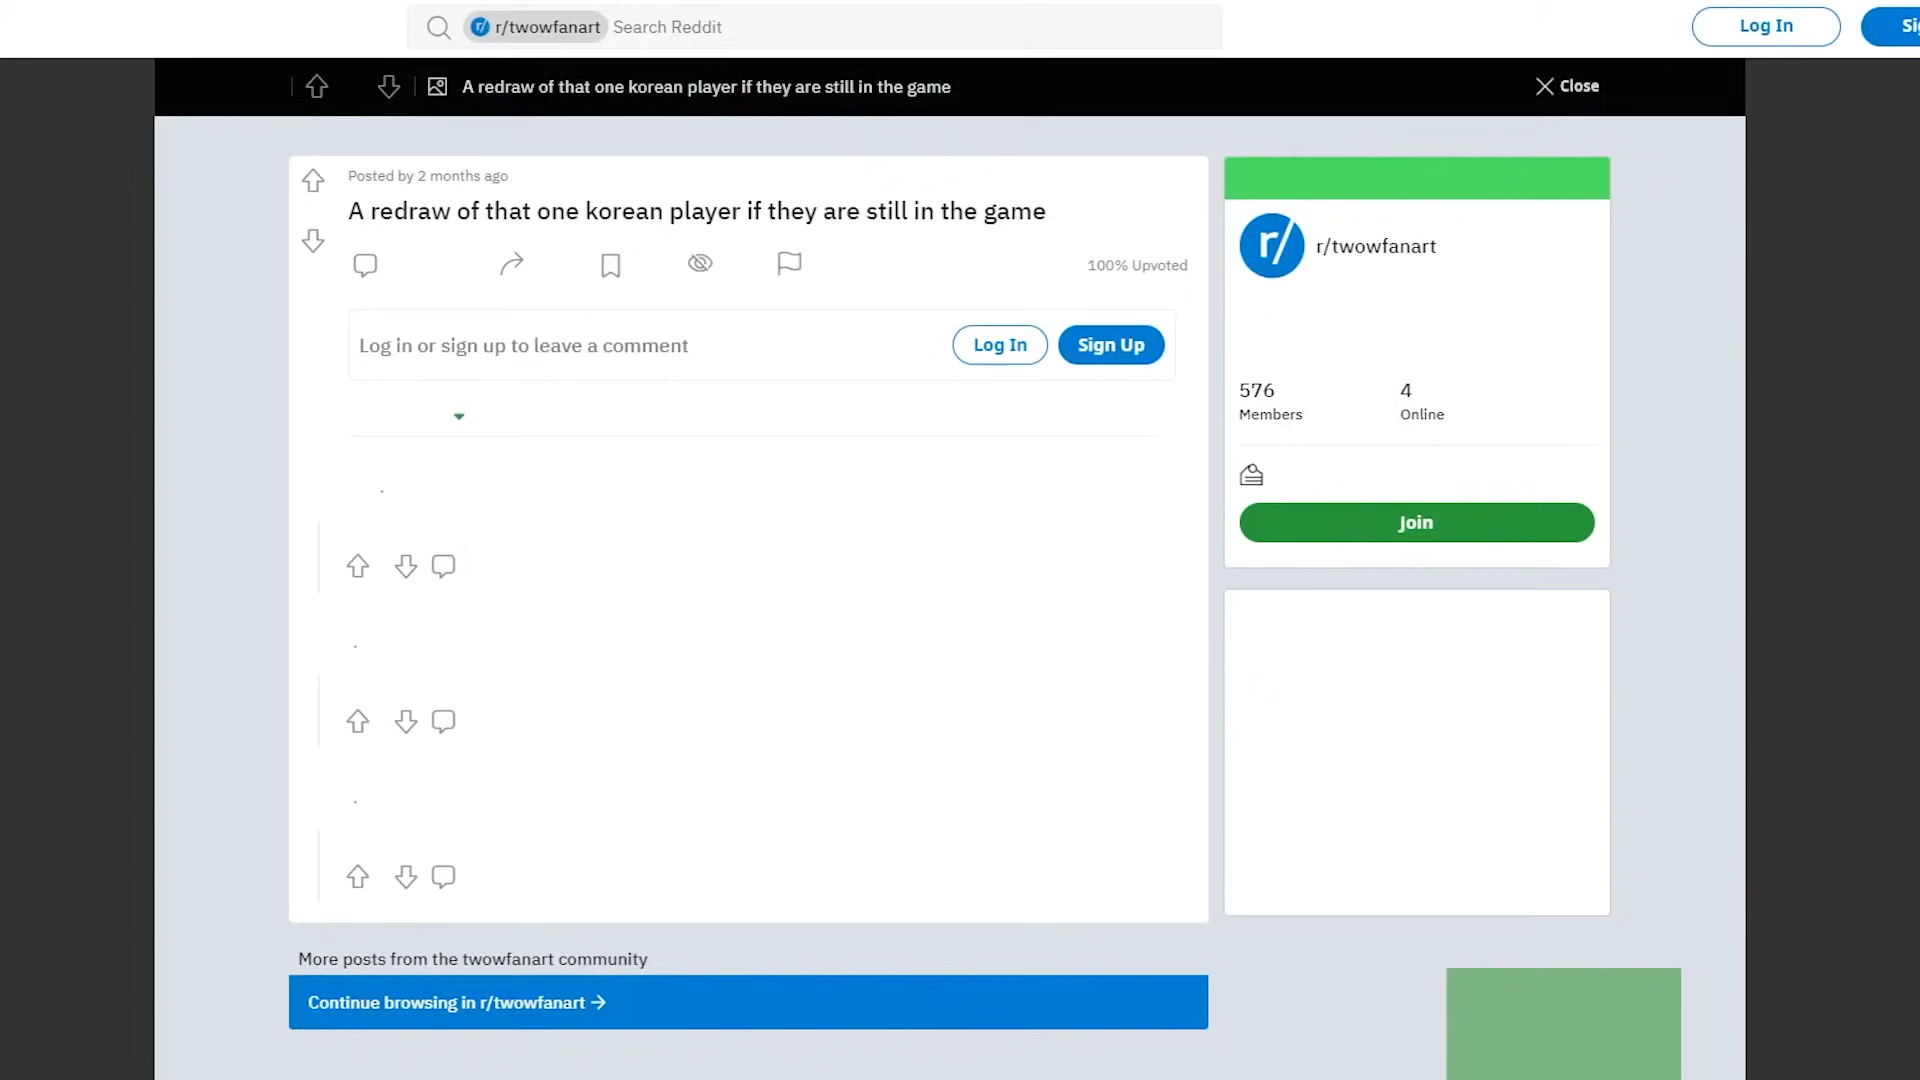 r/twowfanart Search Reddit
Log In
A redraw of that one korean player if they are still in the game
Close
Posted by 2 months ago
A redraw of that one korean player if they are still in the game
100% Upvoted
Log in or sign up to leave a comment
Log In
Sign Up
r/
r/twowfanart
576
Members
4
Online
Join
More posts from the twowfanart community
Continue browsing in r/twowfanart →